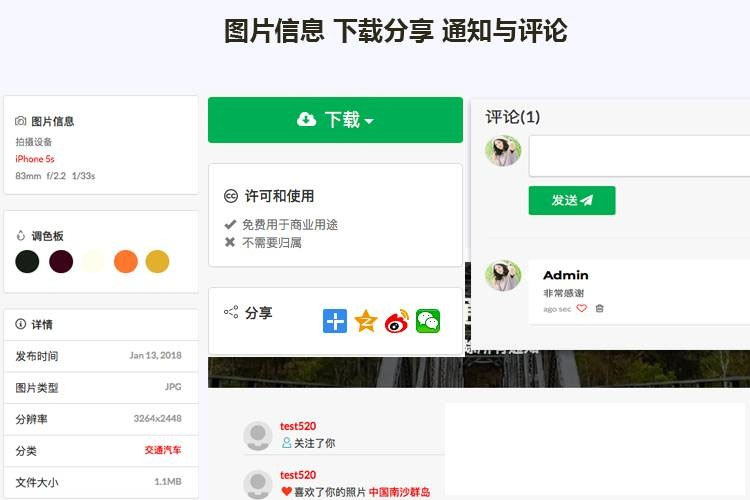 图片信息 下载分享 通知与评论
图片信息
拍摄设备
iPhone 5s
83mm f/2.2 1/33s
调色板
详情
发布时间 Jan 13, 2018
图片类型 JPG
分辨率 3264x2448
分类 交通汽车
文件大小 1.1MB
下载
许可和使用
免费用于商业用途
不需要归属
分享
评论(1)
发送
Admin
非常感谢
ago sec
test520
关注了你
test520
喜欢了你的照片 中国南沙群岛